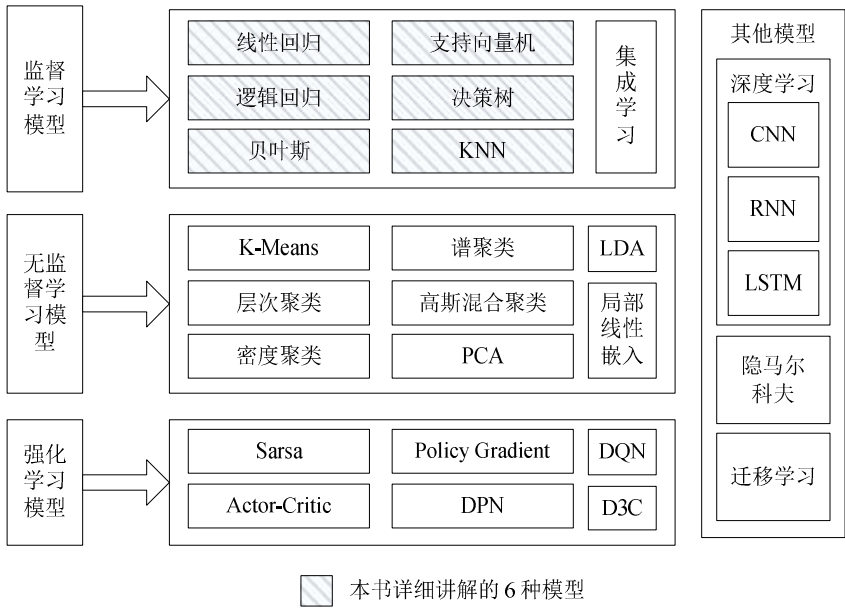 监督
学习
模型
线性回归
支持向量机
逻辑回归
决策树
贝叶斯
KNN
集
成
学
习
无监
督学
习模
型
K-Means
谱聚类
LDA
层次聚类
高斯混合聚类
局部
线性
嵌入
密度聚类
PCA
强化
学习
模型
Sarsa
Policy Gradient
DQN
Actor-Critic
DPN
D3C
其他模型
深度学习
CNN
RNN
LSTM
隐马尔
科夫
迁移学习
本书详细讲解的 6 种模型